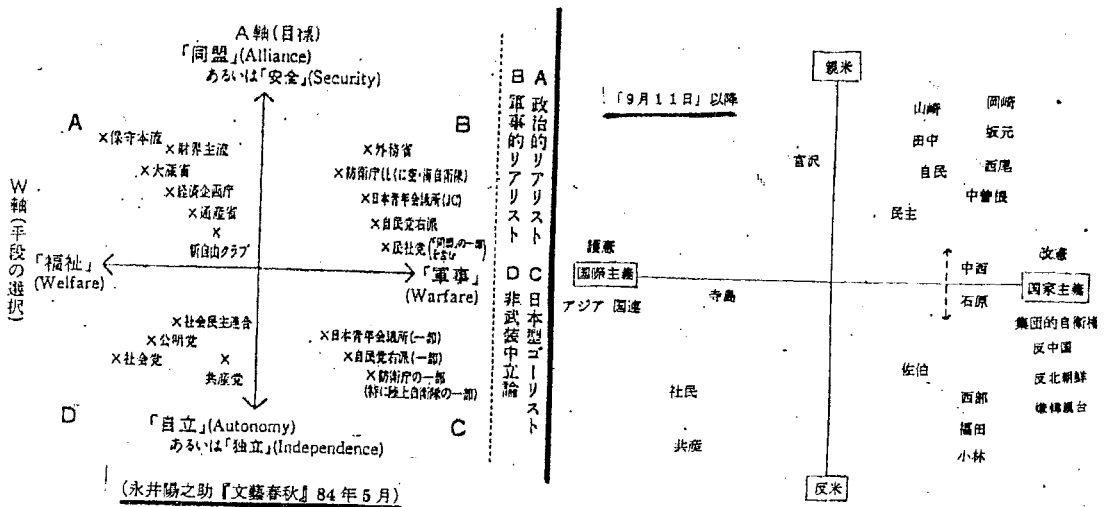 A軸(目標)
「同盟」(Alliance)
あるいは「安全」(Security)
A
B
×保守本流
×財界主流
×大蔵省
×経済企画庁
×通産省
×
新自由クラブ
×外務省
×防衛庁(とくに空・海自衛隊)
×日本青年会議所(JC)
×自民党右派
×民社党(「同盟」の一部
W軸(手段の選択)
「福祉」
(Welfare)
「軍事」
(Warfare)
×社会民主連合
×公明党
×社会党
×
共産党
×日本青年会議所(一部)
×自民党右派(一部)
×防衛庁の一部
(特に陸上自衛隊の一部)
D
C
「自立」(Autonomy)
あるいは「独立」(Independence)
(永井陽之助『文藝春秋』84年5月)
A 政治的リアリスト
B 軍事的リアリスト
C 日本型ゴーリスト
D 非武装中立論
「9月11日」以降
親米
山崎
岡崎
田中
坂元
宮沢
自民
西尾
中曽根
民主
護憲
改憲
国際主義
国家主義
アジア 国連
寺島
中西
石原
集団的自衛権
反中国
反北朝鮮
嫌韓親台
佐伯
社民
西部
福田
共産
小林
反米